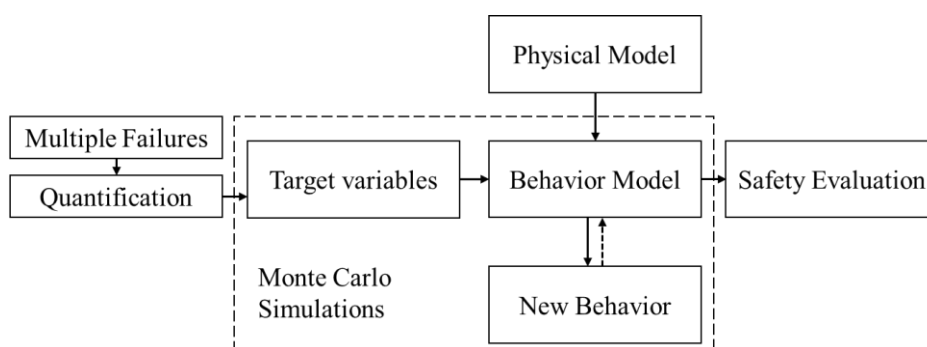 Physical Model
Multiple Failures
Quantification
Target variables
Behavior Model
Safety Evaluation
Monte Carlo
Simulations
New Behavior